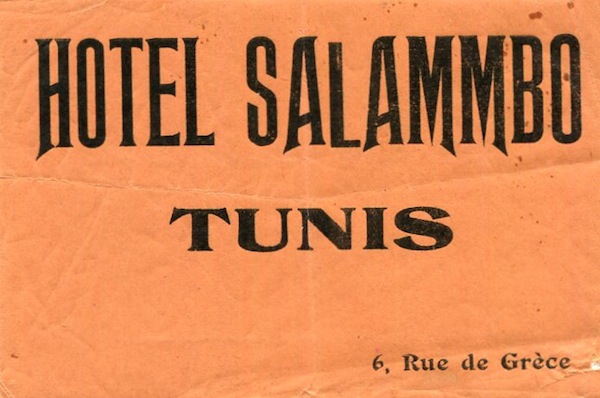 HOTEL SALAMMBO
TUNIS
6, Rue de Grèce